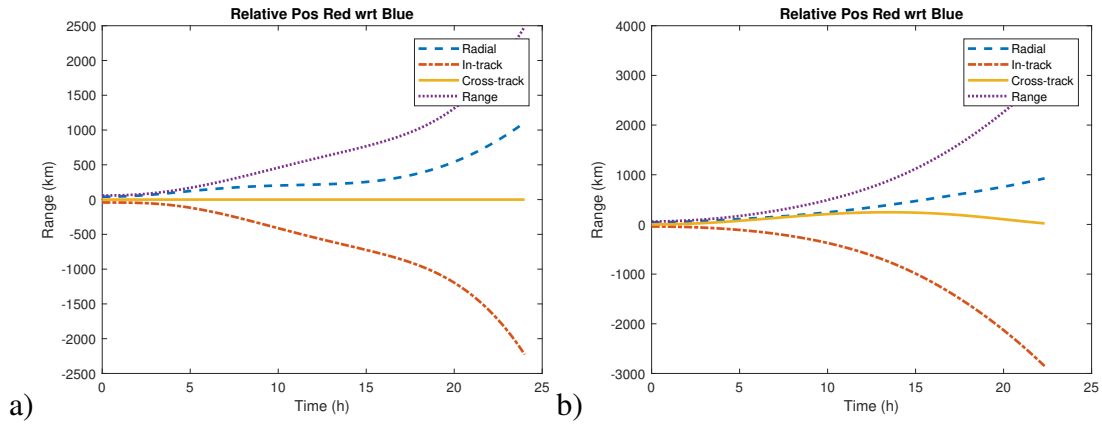 Relative Pos Red wrt Blue
2500
2000
1500
1000
500
0
-500
-1000
-1500
-2000
-2500
Range (km)
0 5 10 15 20 25
Time (h)
Radial
In-track
Cross-track
Range
a)
Relative Pos Red wrt Blue
4000
3000
2000
1000
0
-1000
-2000
-3000
Range (km)
0 5 10 15 20 25
Time (h)
Radial
In-track
Cross-track
Range
b)